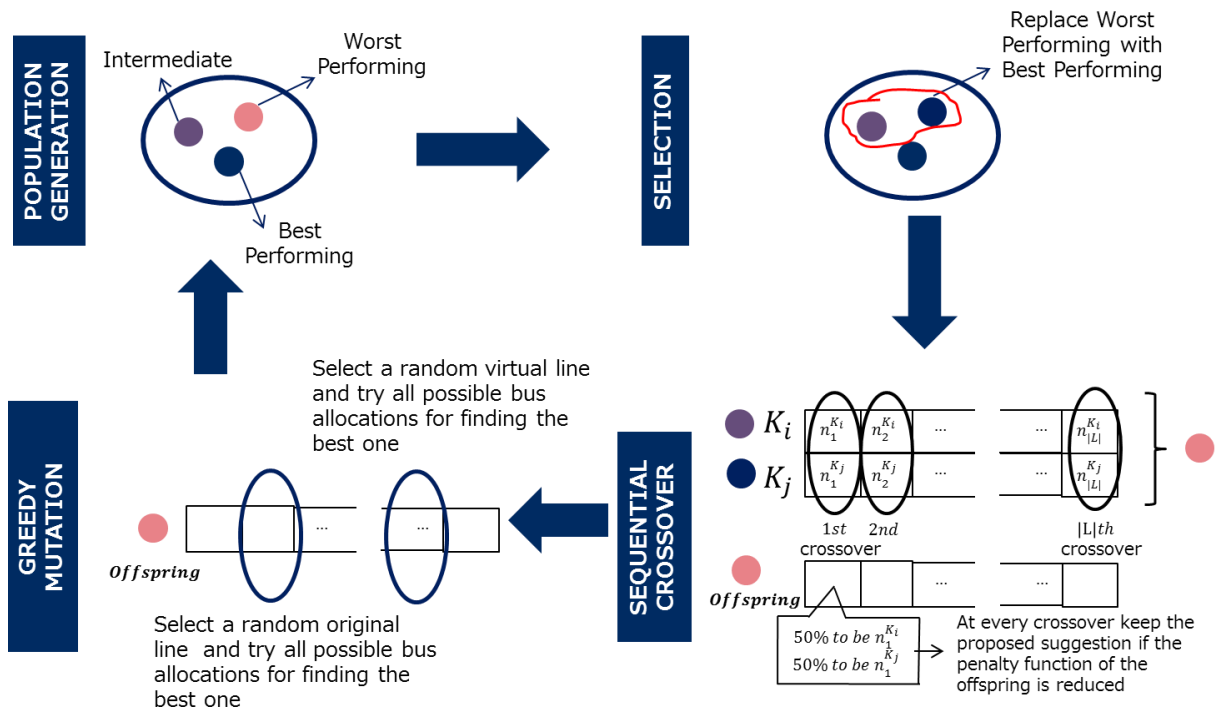 POPULATION
GENERATION
Intermediate
Worst
Performing
Best
Performing
SELECTION
Replace Worst
Performing with
Best Performing
SEQUENTIAL
CROSSOVER
K_i
n_1^{K_i}
n_2^{K_i}
...
...
n_{|L|}^{K_i}
K_j
n_1^{K_j}
n_2^{K_j}
...
...
n_{|L|}^{K_j}
1st
crossover
2nd
|L|th
crossover
Offspring
...
...
50% to be n_1^{K_i}
50% to be n_1^{K_j}
At every crossover keep the
proposed suggestion if the
penalty function of the
offspring is reduced
GREEDY
MUTATION
Select a random virtual line
and try all possible bus
allocations for finding the
best one
...
...
Offspring
Select a random original
line and try all possible bus
allocations for finding the
best one